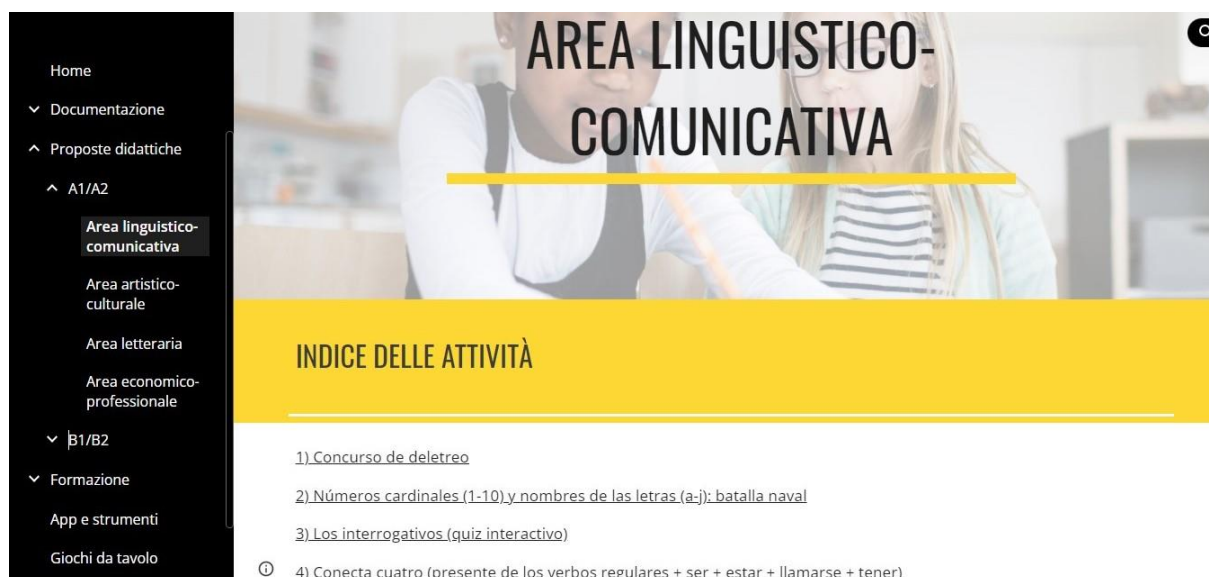 Home
Documentazione
Proposte didattiche
A1/A2
Area linguistico-
comunicativa
Area artistico-
culturale
Area letteraria
Area economico-
professionale
B1/B2
Formazione
App e strumenti
Giochi da tavolo
AREA LINGUISTICO-
COMUNICATIVA
INDICE DELLE ATTIVITÀ
1) Concurso de deletreo
2) Números cardinales (1-10) y nombres de las letras (a-j): batalla naval
3) Los interrogativos (quiz interactivo)
4) Conecta cuatro (presente de los verbos regulares + ser + estar + llamarse + tener)